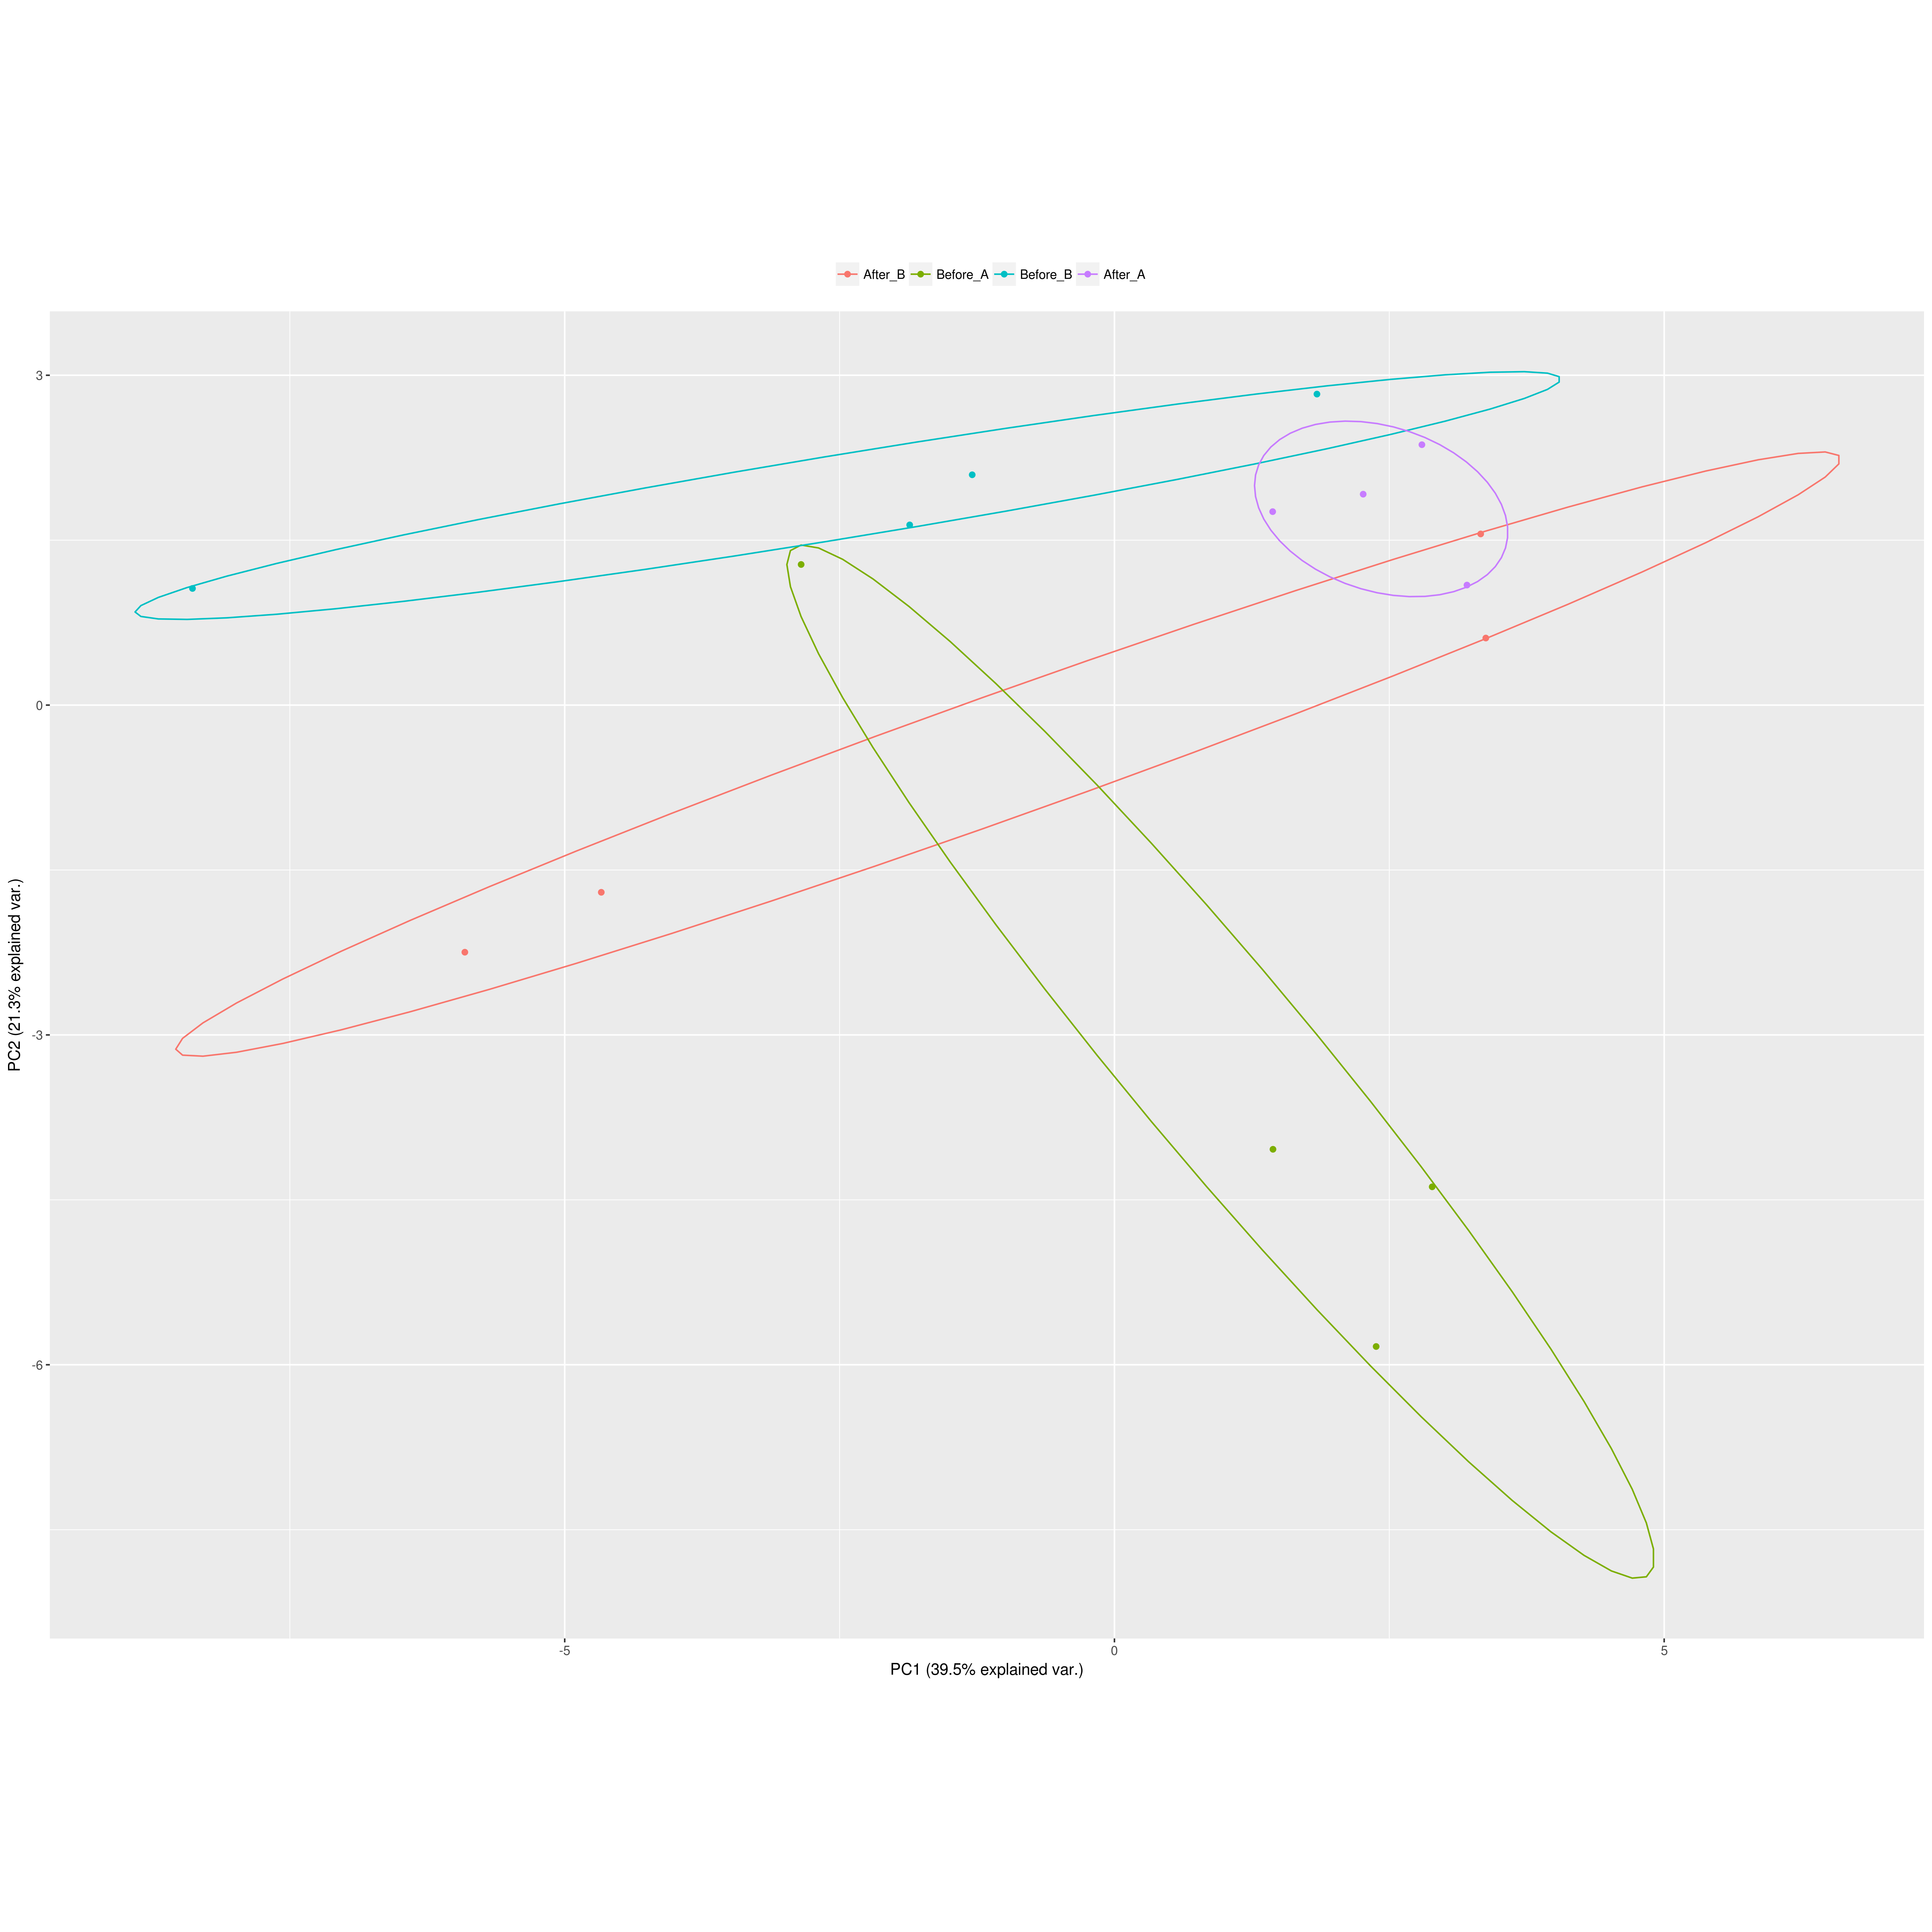 After_B Before_A Before_B After_A
3
0
-3
-6
PC2 (21.3% explained var.)
-5 0 5
PC1 (39.5% explained var.)